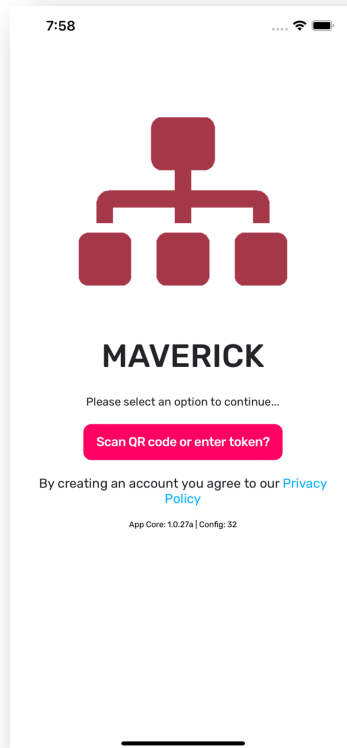 7:58
MAVERICK
Please select an option to continue...
Scan QR code or enter token?
By creating an account you agree to our Privacy
Policy
App Core: 1.0.27a | Config: 32